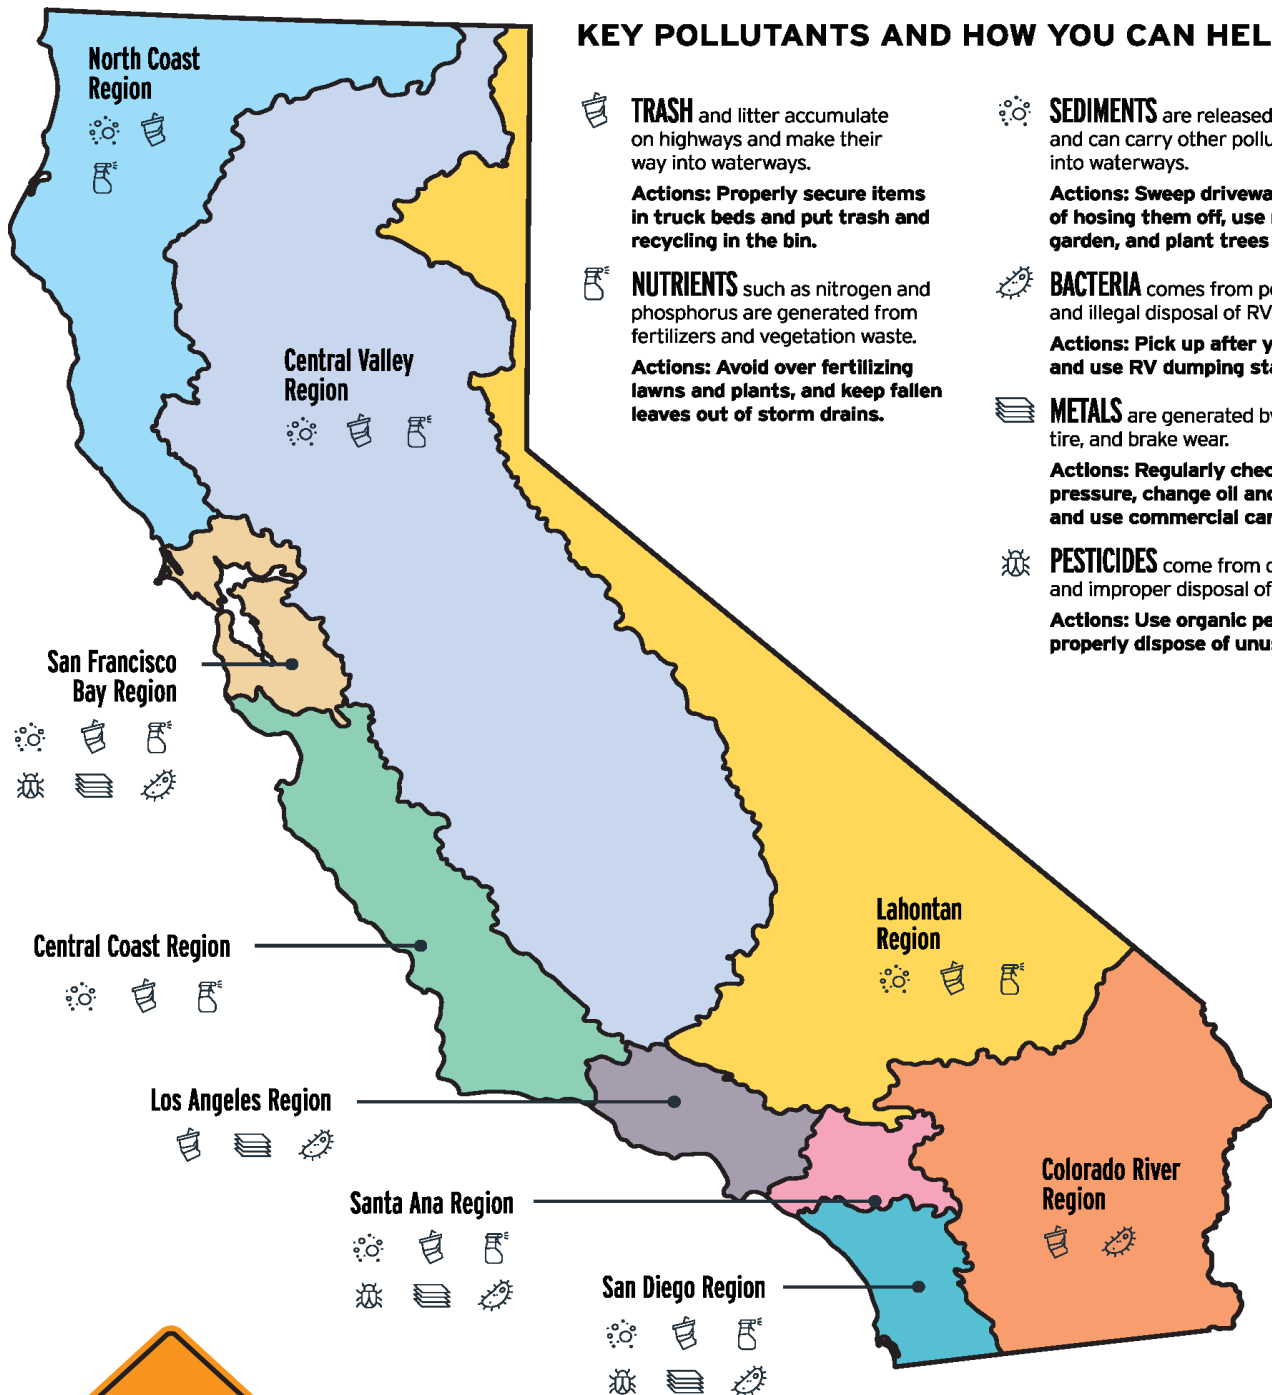 KEY POLLUTANTS AND HOW YOU CAN HEL
TRASH and litter accumulate
on highways and make their
way into waterways.
Actions: Properly secure items
in truck beds and put trash and
recycling in the bin.
NUTRIENTS such as nitrogen and
phosphorus are generated from
fertilizers and vegetation waste.
Actions: Avoid over fertilizing
lawns and plants, and keep fallen
leaves out of storm drains.
SEDIMENTS are released
and can carry other pollu
into waterways.
Actions: Sweep drivewa
of hosing them off, use
garden, and plant trees
BACTERIA comes from p
and illegal disposal of RV
Actions: Pick up after y
and use RV dumping sta
METALS are generated by
tire, and brake wear.
Actions: Regularly chec
pressure, change oil and
and use commercial car
PESTICIDES come from
and improper disposal of
Actions: Use organic pe
properly dispose of unus
North Coast
Region
Central Valley
Region
San Francisco
Bay Region
Central Coast Region
Lahontan
Region
Los Angeles Region
Santa Ana Region
Colorado River
Region
San Diego Region